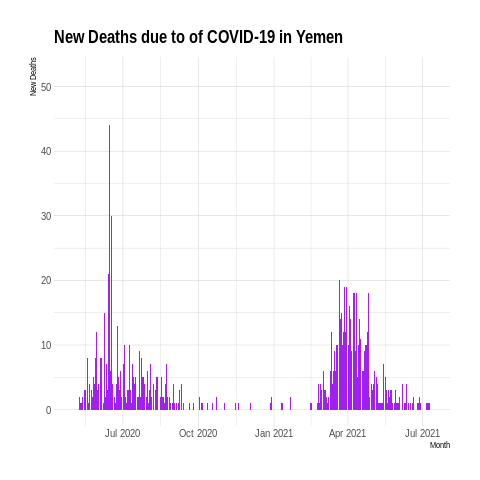 New Deaths due to of COVID-19 in Yemen
New Deaths
50
40
30
20
10
0
Jul 2020 Oct 2020 Jan 2021 Apr 2021 Jul 2021
Month